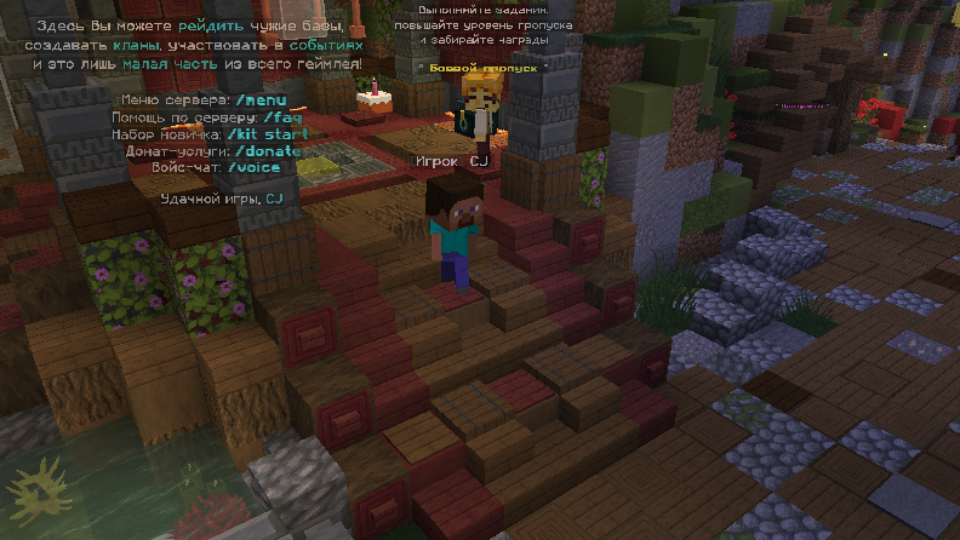 Здесь Вы можете рейдить чужие базы,
создавать кланы, участвовать в событиях
и это лишь малая часть из всего геймлея!
Меню сервера: /menu
Помощь по серверу: /faq
Набор новичка: /kit start
Донат-услуги: /donate
Войс-чат: /voice
Удачной игры, CJ
Выполняйте задания,
повышайте уровень пропуска
и забирайте награды
" Боевой пропуск "
Игрок CJ